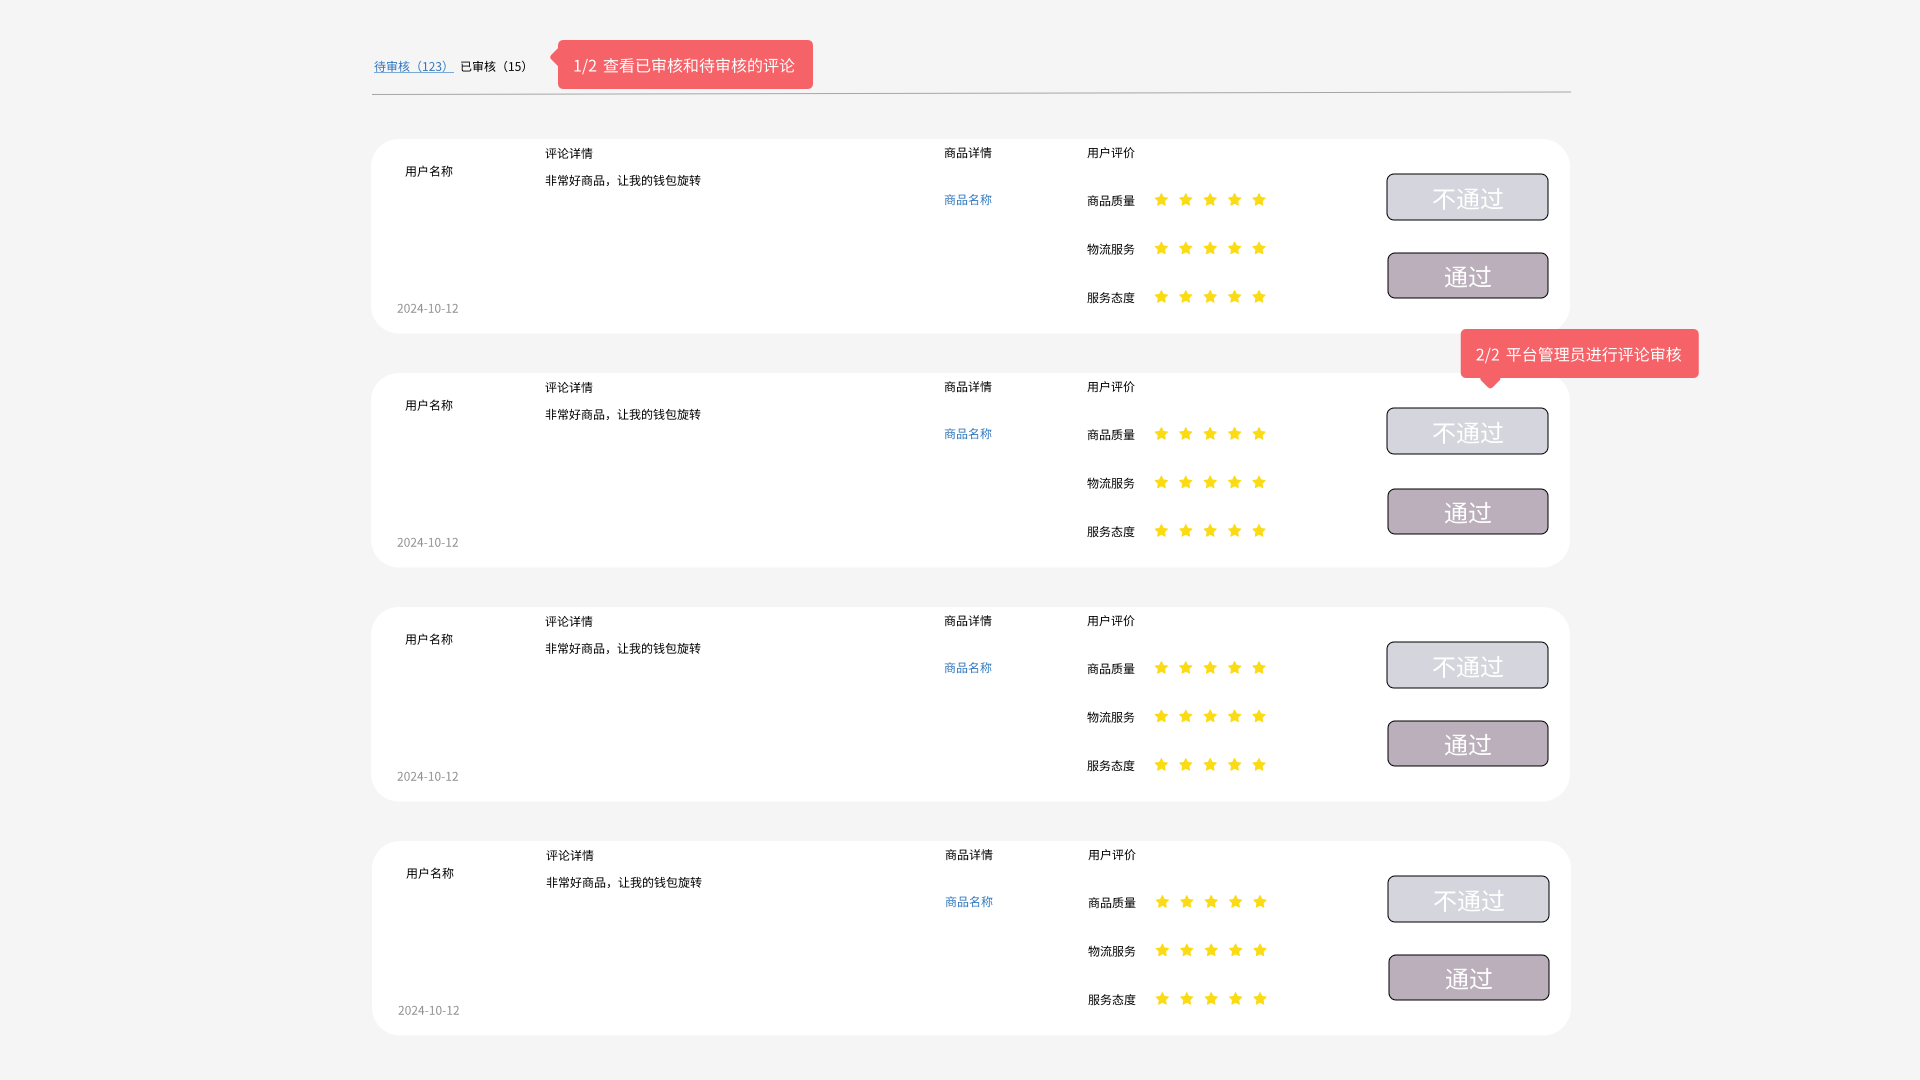 待审核（123） 已审核（15）
1/2 查看已审核和待审核的评论
用户名称
评论详情
非常好商品，让我的钱包旋转
2024-10-12
商品详情
商品名称
用户评价
商品质量
物流服务
服务态度
不通过
通过
2/2 平台管理员进行评论审核
用户名称
评论详情
非常好商品，让我的钱包旋转
2024-10-12
商品详情
商品名称
用户评价
商品质量
物流服务
服务态度
不通过
通过
用户名称
评论详情
非常好商品，让我的钱包旋转
2024-10-12
商品详情
商品名称
用户评价
商品质量
物流服务
服务态度
不通过
通过
用户名称
评论详情
非常好商品，让我的钱包旋转
2024-10-12
商品详情
商品名称
用户评价
商品质量
物流服务
服务态度
不通过
通过